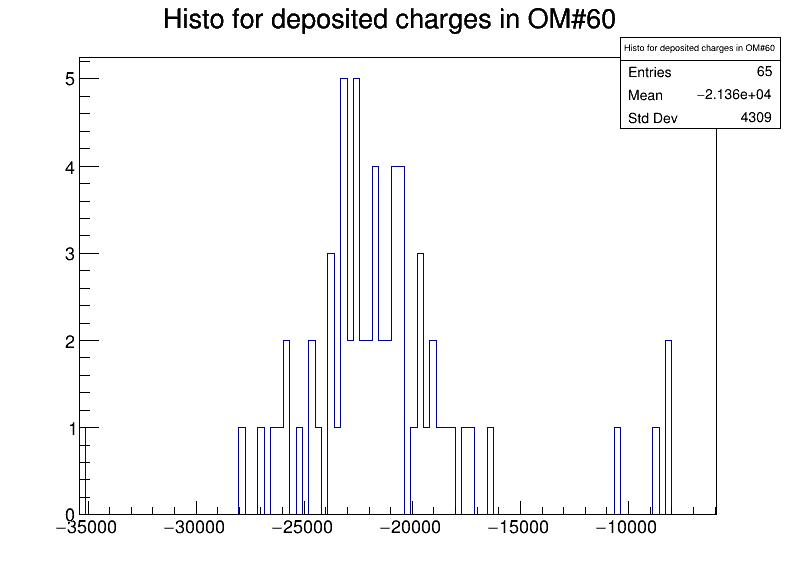 Histo for deposited charges in OM#60
Histo for deposited charges in OM#60
Entries 65
Mean −2.136e+04
Std Dev 4309
5
4
3
2
1
0
−35000 −30000 −25000 −20000 −15000 −10000